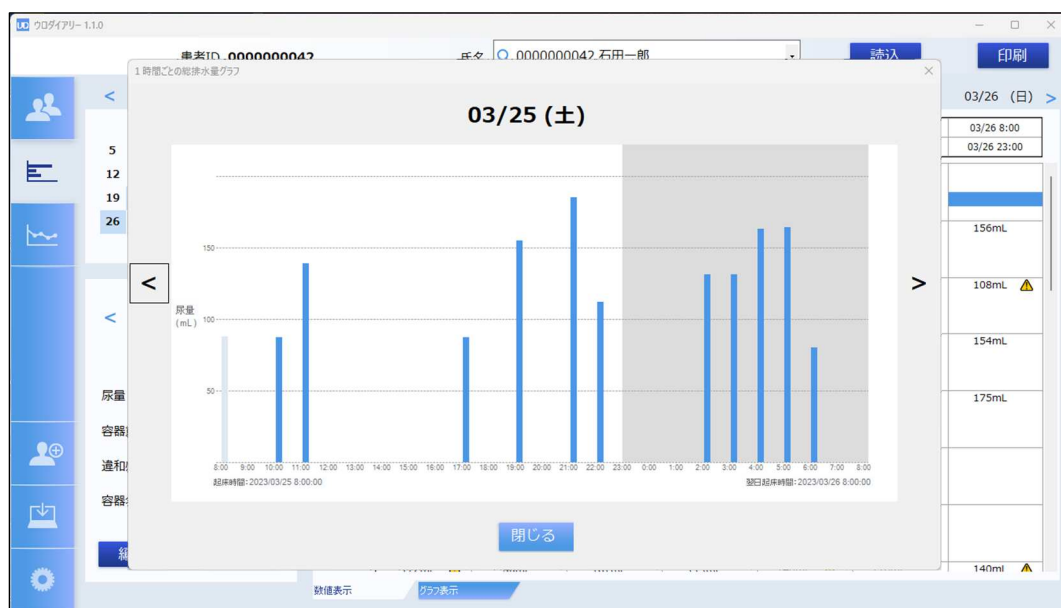 ウロダイアリー 1.1.0
患者ID 0000000042 氏名 0000000042 石田一郎 読込 印刷
1時間ごとの総排水量グラフ
< 03/26 (日) >
03/25 (土)
03/26 8:00
03/26 23:00
5
12
19
26
156mL
108mL
154mL
175mL
140mL
< >
<
尿量
(mL)
150
100
50
8:00 9:00 10:00 11:00 12:00 13:00 14:00 15:00 16:00 17:00 18:00 19:00 20:00 21:00 22:00 23:00 0:00 1:00 2:00 3:00 4:00 5:00 6:00 7:00 8:00
起床時間:2023/03/25 8:00:00 翌日起床時間:2023/03/26 8:00:00
尿量
容器
違和
容器
閉じる
数値表示 グラフ表示